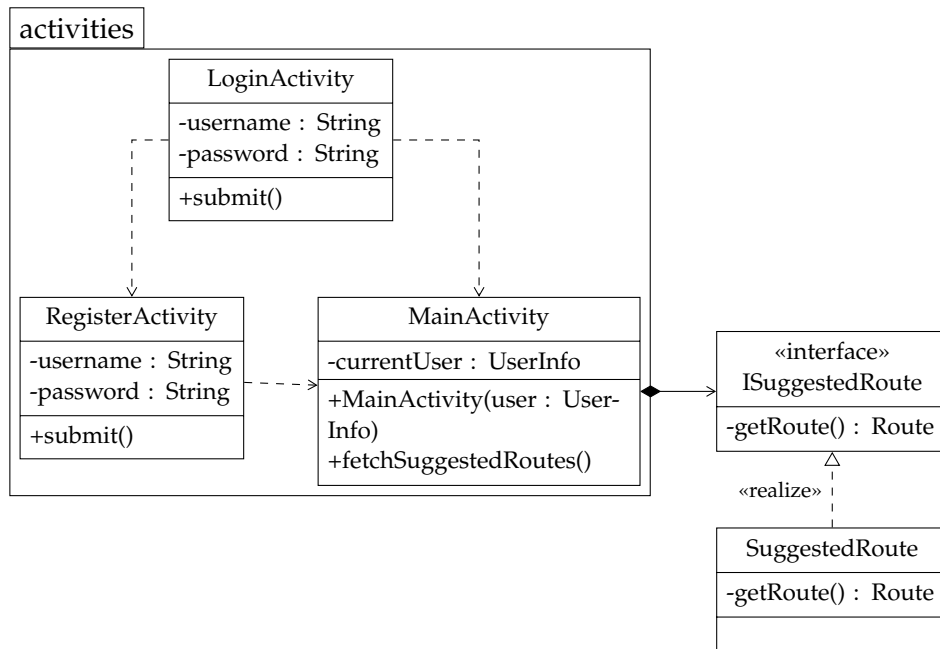 activities
LoginActivity
-username : String
-password : String
+submit()
RegisterActivity
-username : String
-password : String
+submit()
MainActivity
-currentUser : UserInfo
+MainActivity(user : User-
Info)
+fetchSuggestedRoutes()
«interface»
ISuggestedRoute
-getRoute() : Route
«realize»
SuggestedRoute
-getRoute() : Route